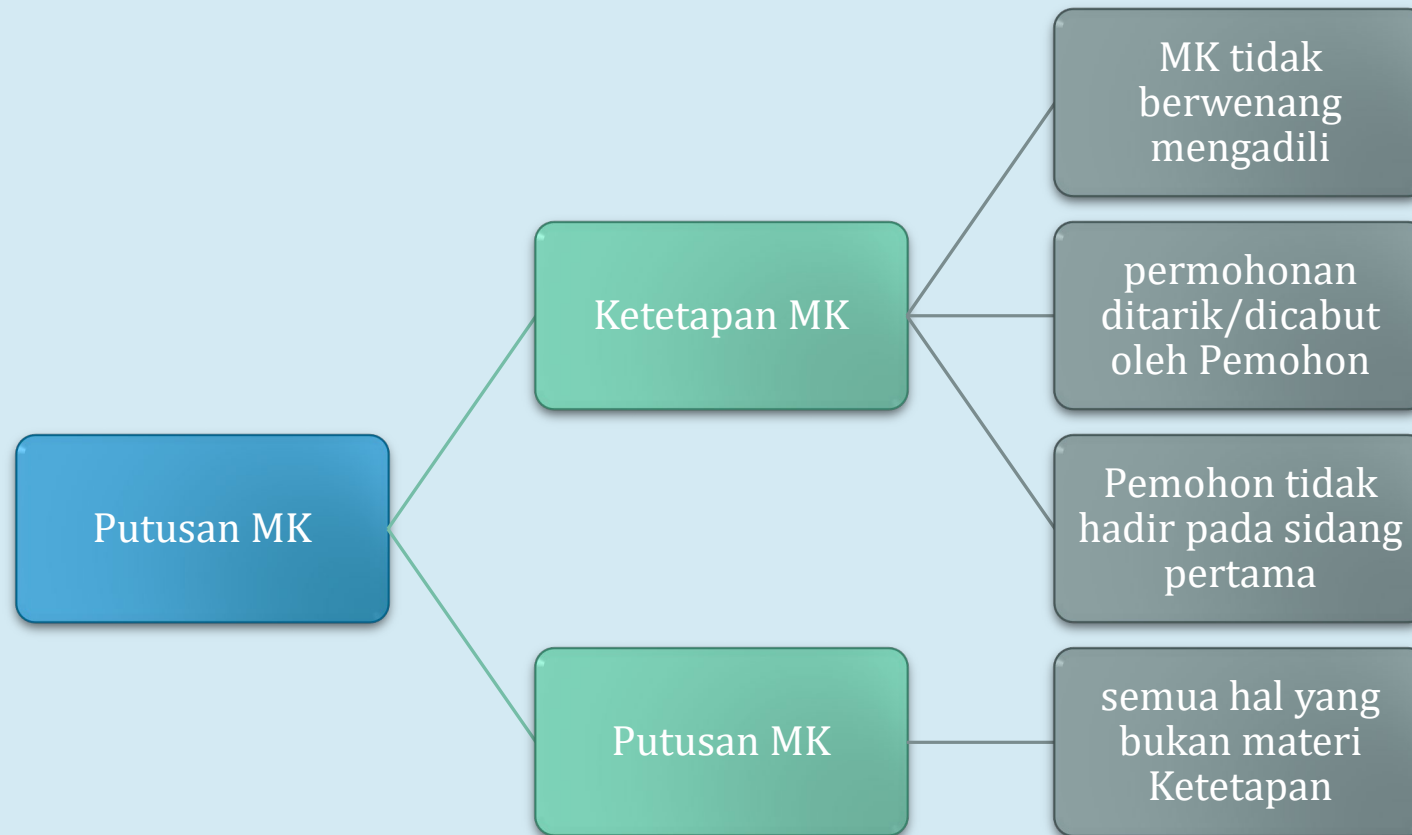 Putusan MK
Ketetapan MK
MK tidak
berwenang
mengadili
permohonan
ditarik/dicabut
oleh Pemohon
Pemohon tidak
hadir pada sidang
pertama
Putusan MK
semua hal yang
bukan materi
Ketetapan